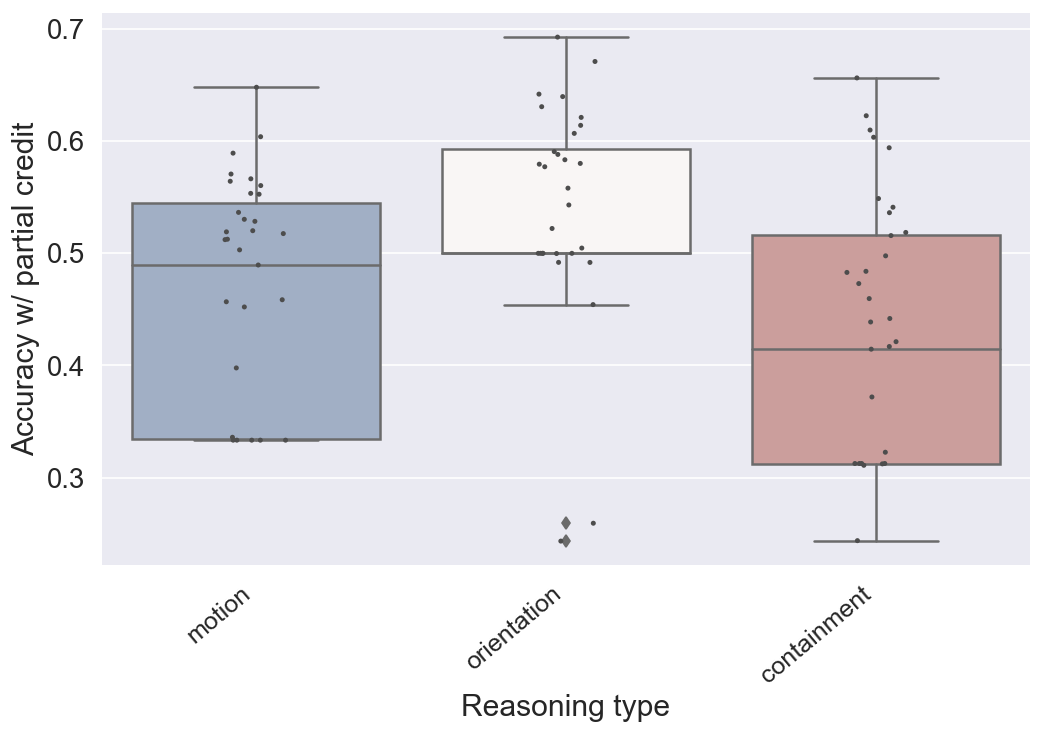 Accuracy w/ partial credit
0.7
0.6
0.5
0.4
0.3
motion
orientation
containment
Reasoning type